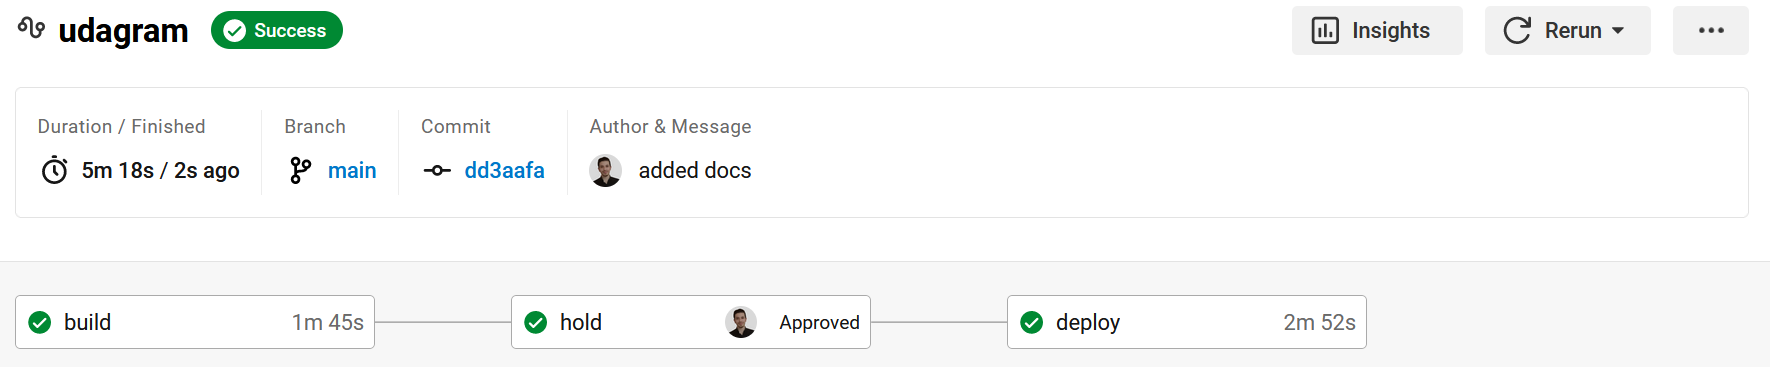 udagram Success Insights Rerun
Duration / Finished Branch Commit Author & Message
5m 18s / 2s ago main dd3aafa added docs
build 1m 45s hold Approved deploy 2m 52s